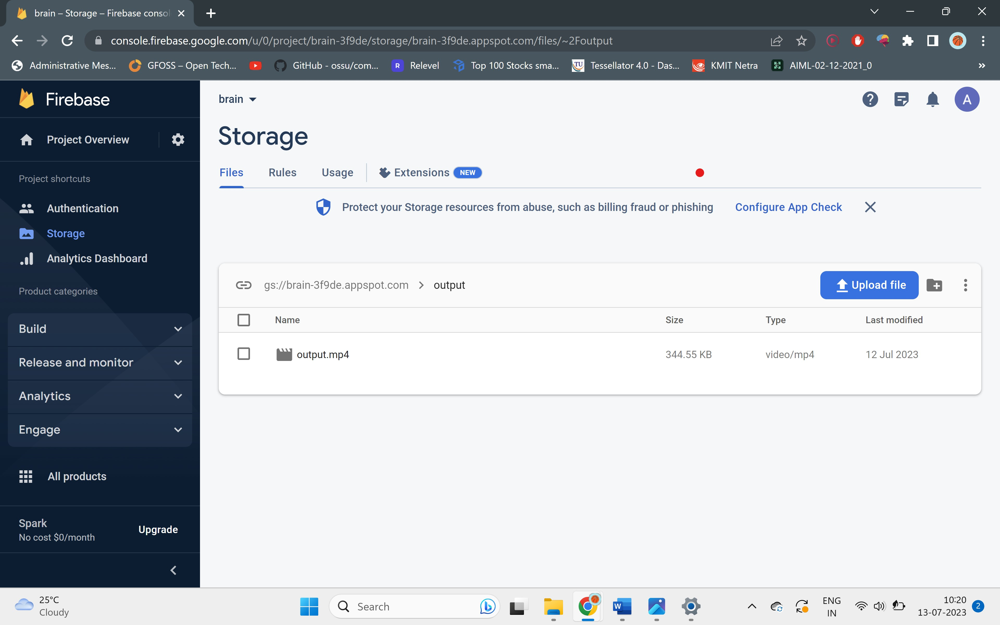 brain – Storage – Firebase consol
console.firebase.google.com/u/0/project/brain-3f9de/storage/brain-3f9de.appspot.com/files/~2Foutput
Administrative Mes... GFOSS – Open Tech... GitHub - ossu/com... R Relevel Top 100 Stocks sma... TU Tessellator 4.0 - Das... KMIT Netra AIML-02-12-2021_0 »
Firebase
brain
A
Project Overview
Storage
Files Rules Usage Extensions NEW
Project shortcuts
Protect your Storage resources from abuse, such as billing fraud or phishing Configure App Check
Authentication
Storage
Analytics Dashboard
Product categories
gs://brain-3f9de.appspot.com > output
Upload file
Name Size Type Last modified
output.mp4 344.55 KB video/mp4 12 Jul 2023
Build
Release and monitor
Analytics
Engage
All products
Spark
No cost $0/month
Upgrade
25°C
Cloudy
Search
W
ENG
IN
10:20
13-07-2023
2